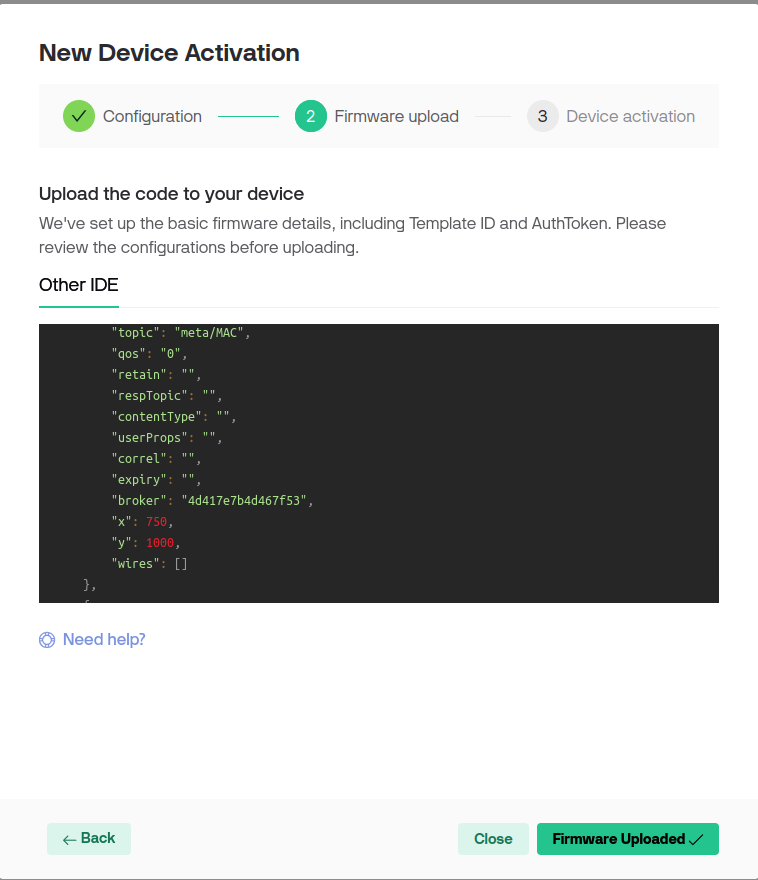 New Device Activation
Configuration
2 Firmware upload
3 Device activation
Upload the code to your device
We've set up the basic firmware details, including Template ID and AuthToken. Please
review the configurations before uploading.
Other IDE
"topic": "meta/MAC",
"qos": "0",
"retain": "",
"respTopic": "",
"contentType": "",
"userProps": "",
"correl": "",
"expiry": "",
"broker": "4d417e7b4d467f53",
"x": 750,
"y": 1000,
"wires": []
},
Need help?
← Back
Close
Firmware Uploaded ✓